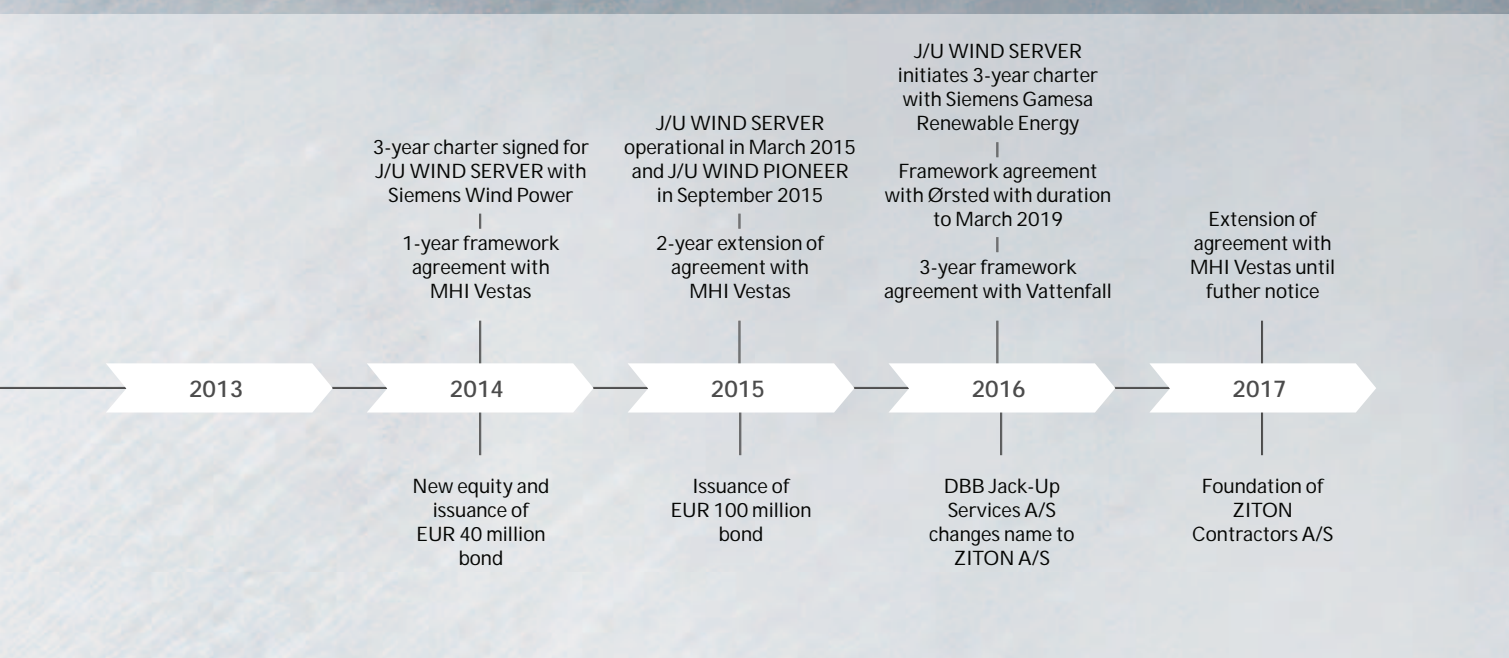 3-year charter signed for
J/U WIND SERVER with
Siemens Wind Power
1-year framework
agreement with
MHI Vestas
J/U WIND SERVER
operational in March 2015
and J/U WIND PIONEER
in September 2015
2-year extension of
agreement with
MHI Vestas
J/U WIND SERVER
initiates 3-year charter
with Siemens Gamesa
Renewable Energy
Framework agreement
with Ørsted with duration
to March 2019
3-year framework
agreement with Vattenfall
Extension of
agreement with
MHI Vestas until
futher notice
2013
2014
2015
2016
2017
New equity and
issuance of
EUR 40 million
bond
Issuance of
EUR 100 million
bond
DBB Jack-Up
Services A/S
changes name to
ZITON A/S
Foundation of
ZITON
Contractors A/S